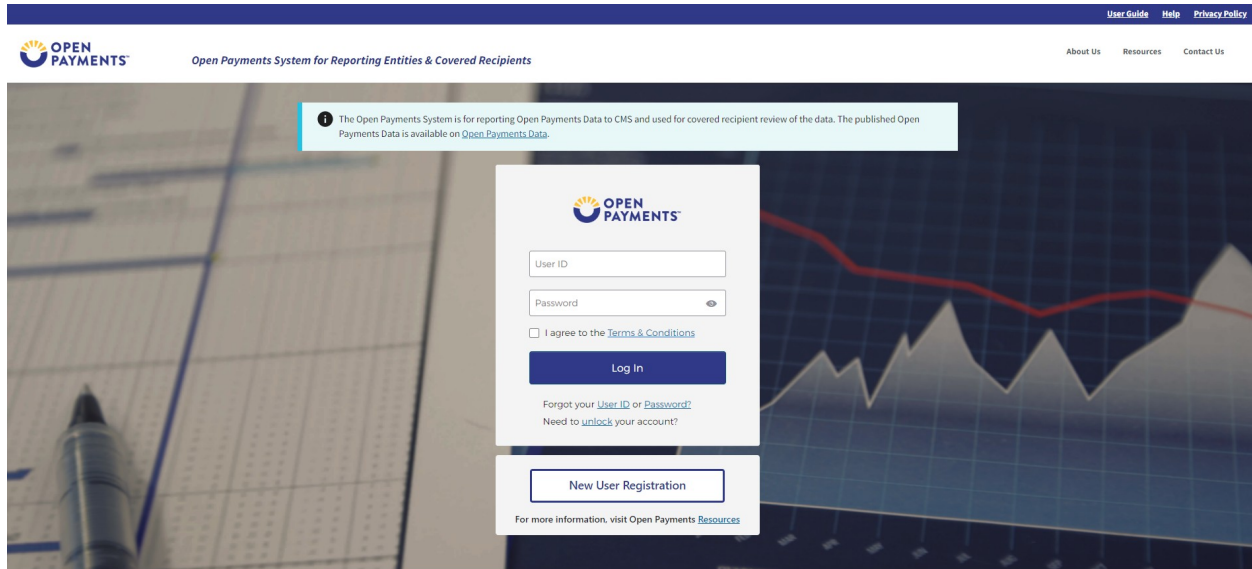 User Guide Help Privacy Policy
OPEN
PAYMENTS™
Open Payments System for Reporting Entities & Covered Recipients
About Us Resources Contact Us
The Open Payments System is for reporting Open Payments Data to CMS and used for covered recipient review of the data. The published Open
Payments Data is available on Open Payments Data.
OPEN
PAYMENTS™
User ID
Password
I agree to the Terms & Conditions
Log In
Forgot your User ID or Password?
Need to unlock your account?
New User Registration
For more information, visit Open Payments Resources